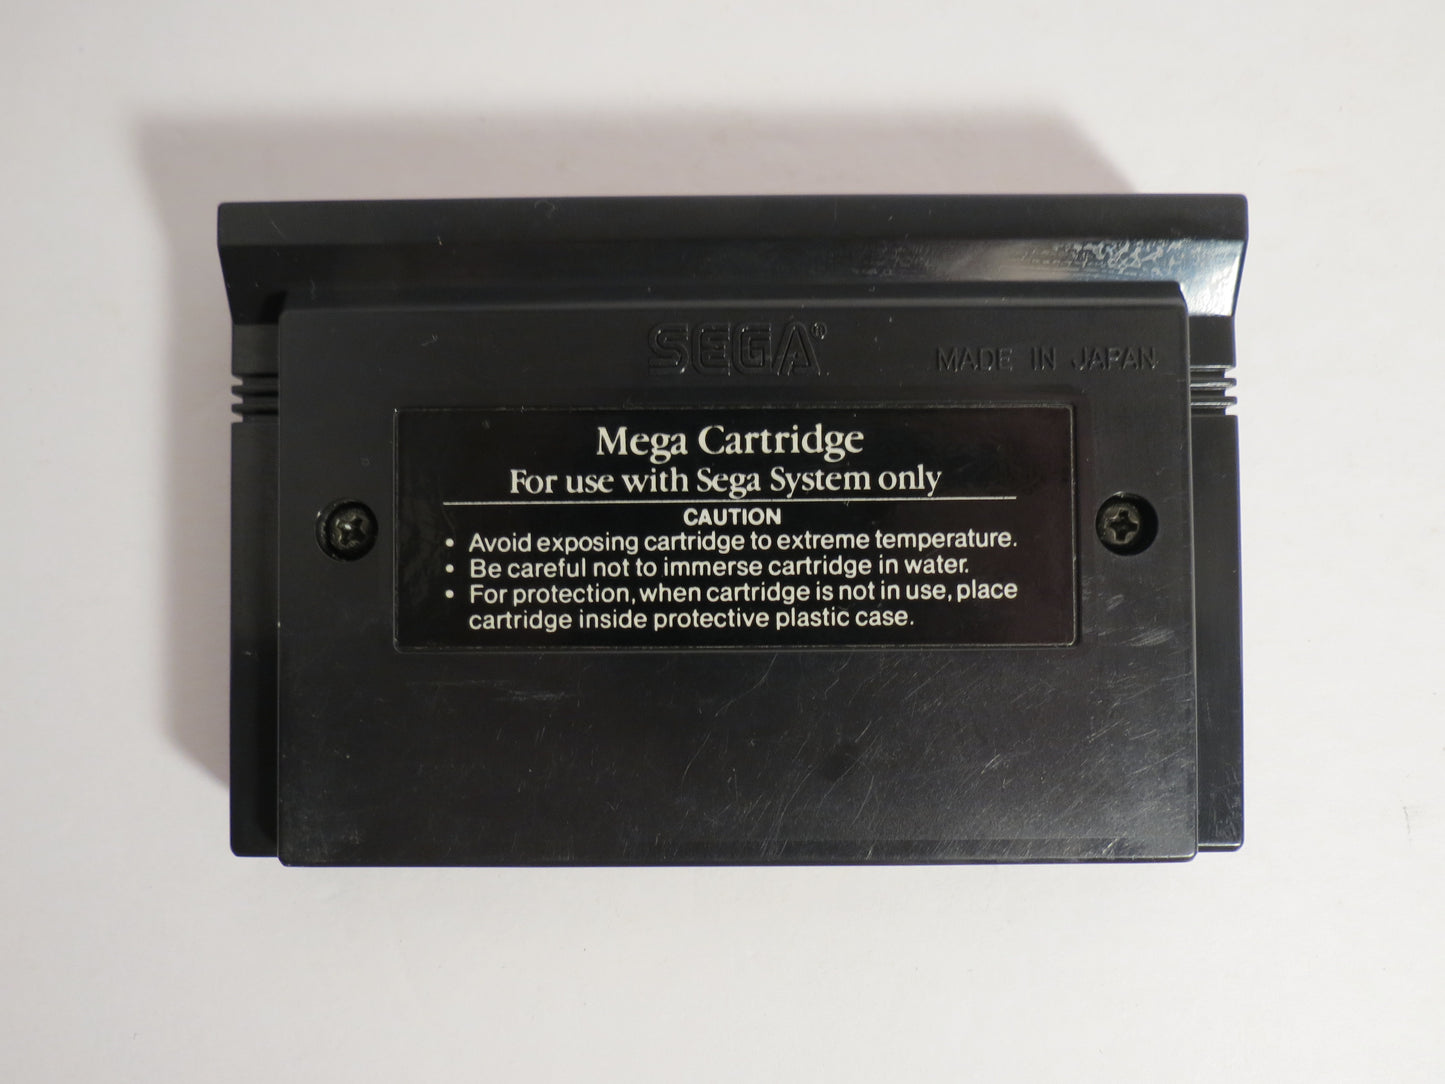 SEGA®
MADE IN JAPAN
Mega Cartridge
For use with Sega System only
CAUTION
• Avoid exposing cartridge to extreme temperature.
• Be careful not to immerse cartridge in water.
• For protection, when cartridge is not in use, place
cartridge inside protective plastic case.